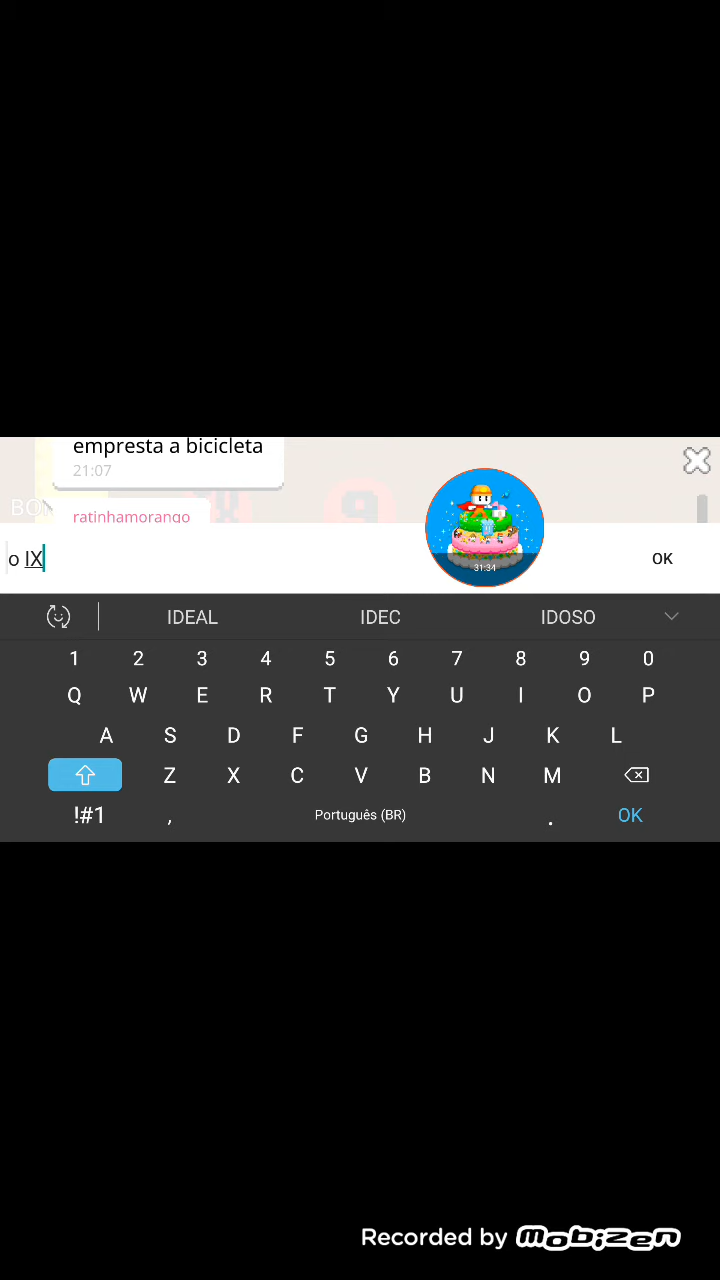 empresta a bicicleta
21:07
ratinhamorango
o IX
31:34
OK
IDEAL IDEC IDOSO
1 2 3 4 5 6 7 8 9 0
Q W E R T Y U I O P
A S D F G H J K L
Z X C V B N M
!#1 , Português (BR) . OK
Recorded by mobizen